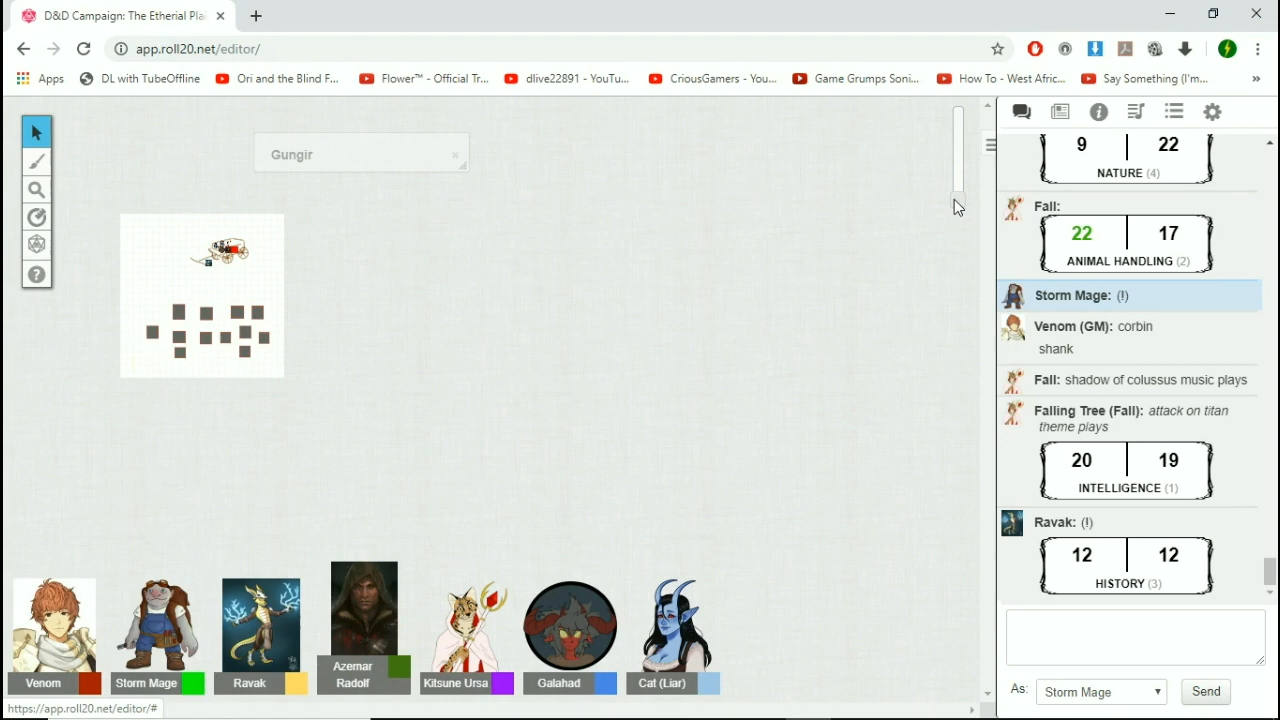 D&D Campaign: The Etherial Plai
app.roll20.net/editor/
Apps
DL with TubeOffline
Ori and the Blind F...
Flower™ - Official Tr...
dlive22891 - YouTu...
CriousGamers - You...
Game Grumps Soni...
How To - West Afric...
Say Something (I'm...
»
Gungir
9 22
NATURE (4)
Fall:
22 17
ANIMAL HANDLING (2)
Storm Mage: (!)
Venom (GM): corbin
shank
Fall: shadow of colussus music plays
Falling Tree (Fall): attack on titan
theme plays
20 19
INTELLIGENCE (1)
Ravak: (!)
12 12
HISTORY (3)
Venom
Storm Mage
Ravak
Azemar
Radolf
Kitsune Ursa
Galahad
Cat (Liar)
As:
Storm Mage
Send
https://app.roll20.net/editor/#